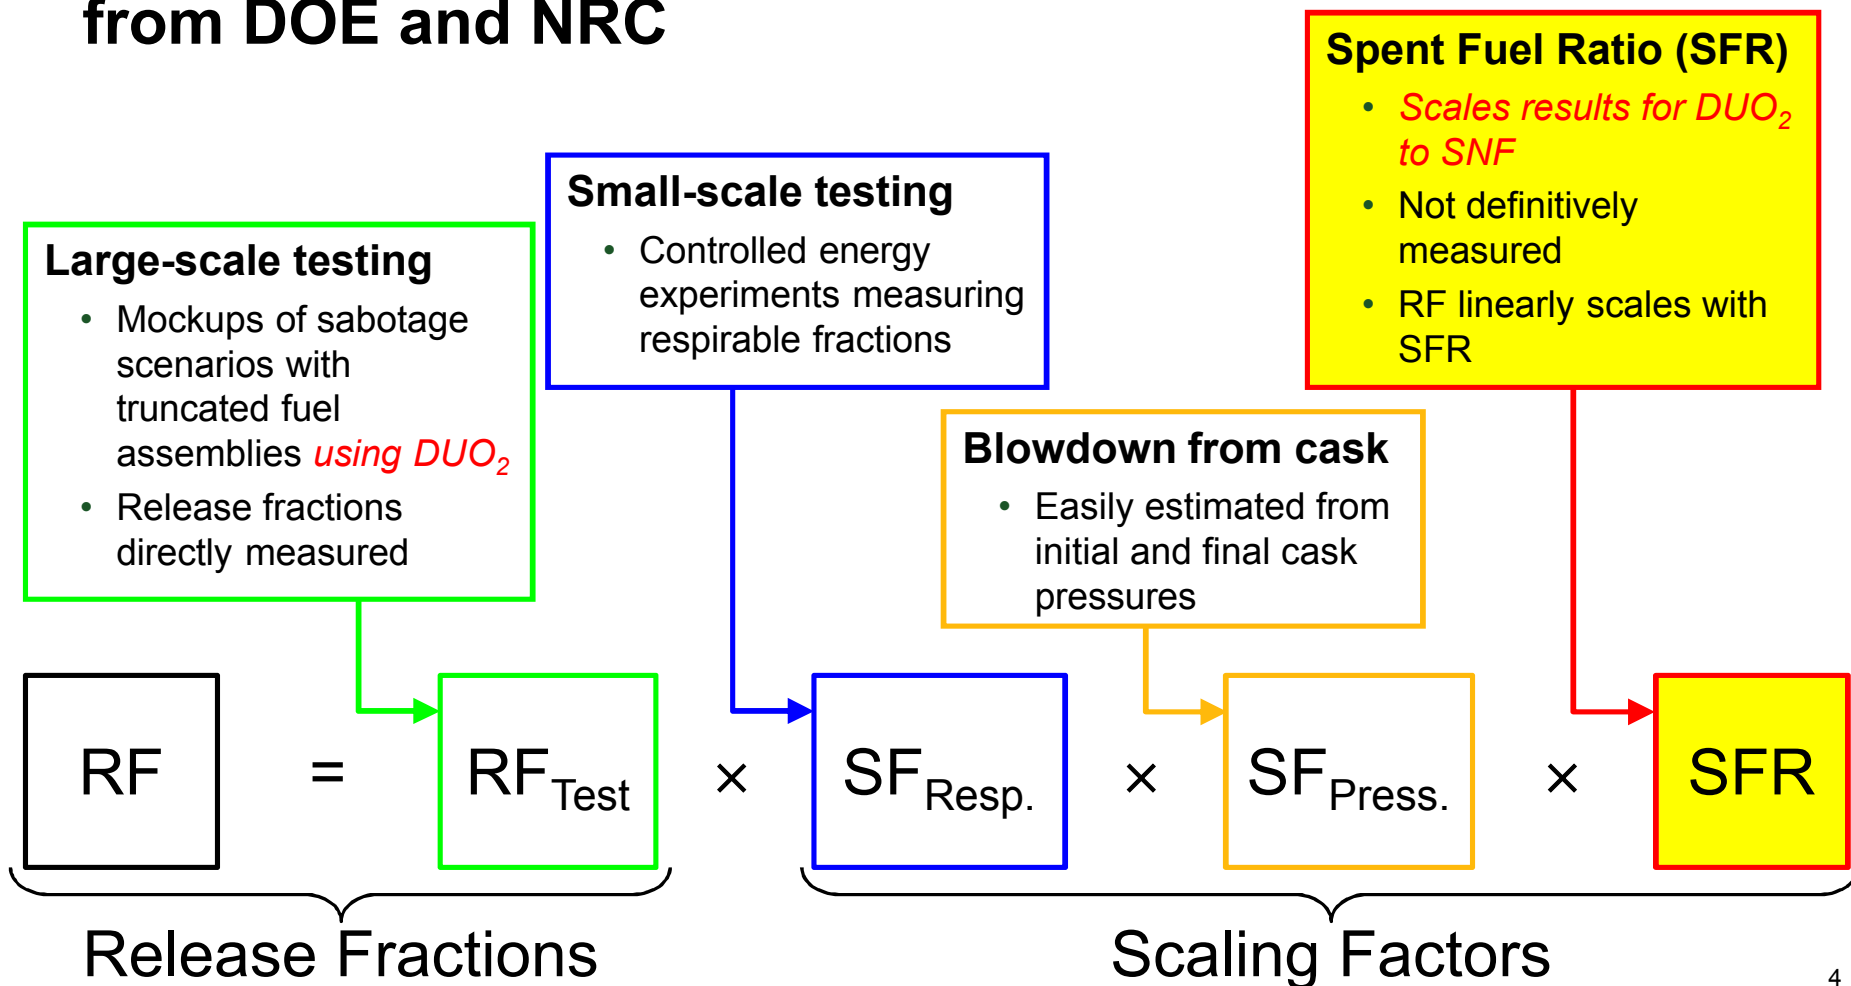 from DOE and NRC
Spent Fuel Ratio (SFR)
• Scales results for DUO₂
to SNF
• Not definitively
measured
• RF linearly scales with
SFR
Small-scale testing
• Controlled energy
experiments measuring
respirable fractions
Large-scale testing
• Mockups of sabotage
scenarios with
truncated fuel
assemblies using DUO₂
• Release fractions
directly measured
Blowdown from cask
• Easily estimated from
initial and final cask
pressures
RF = RF_Test × SF_Resp. × SF_Press. × SFR
Release Fractions
Scaling Factors
4